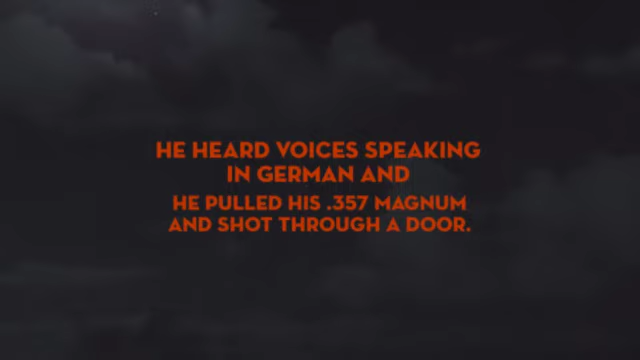 HE HEARD VOICES SPEAKING
IN GERMAN AND
HE PULLED HIS .357 MAGNUM
AND SHOT THROUGH A DOOR.